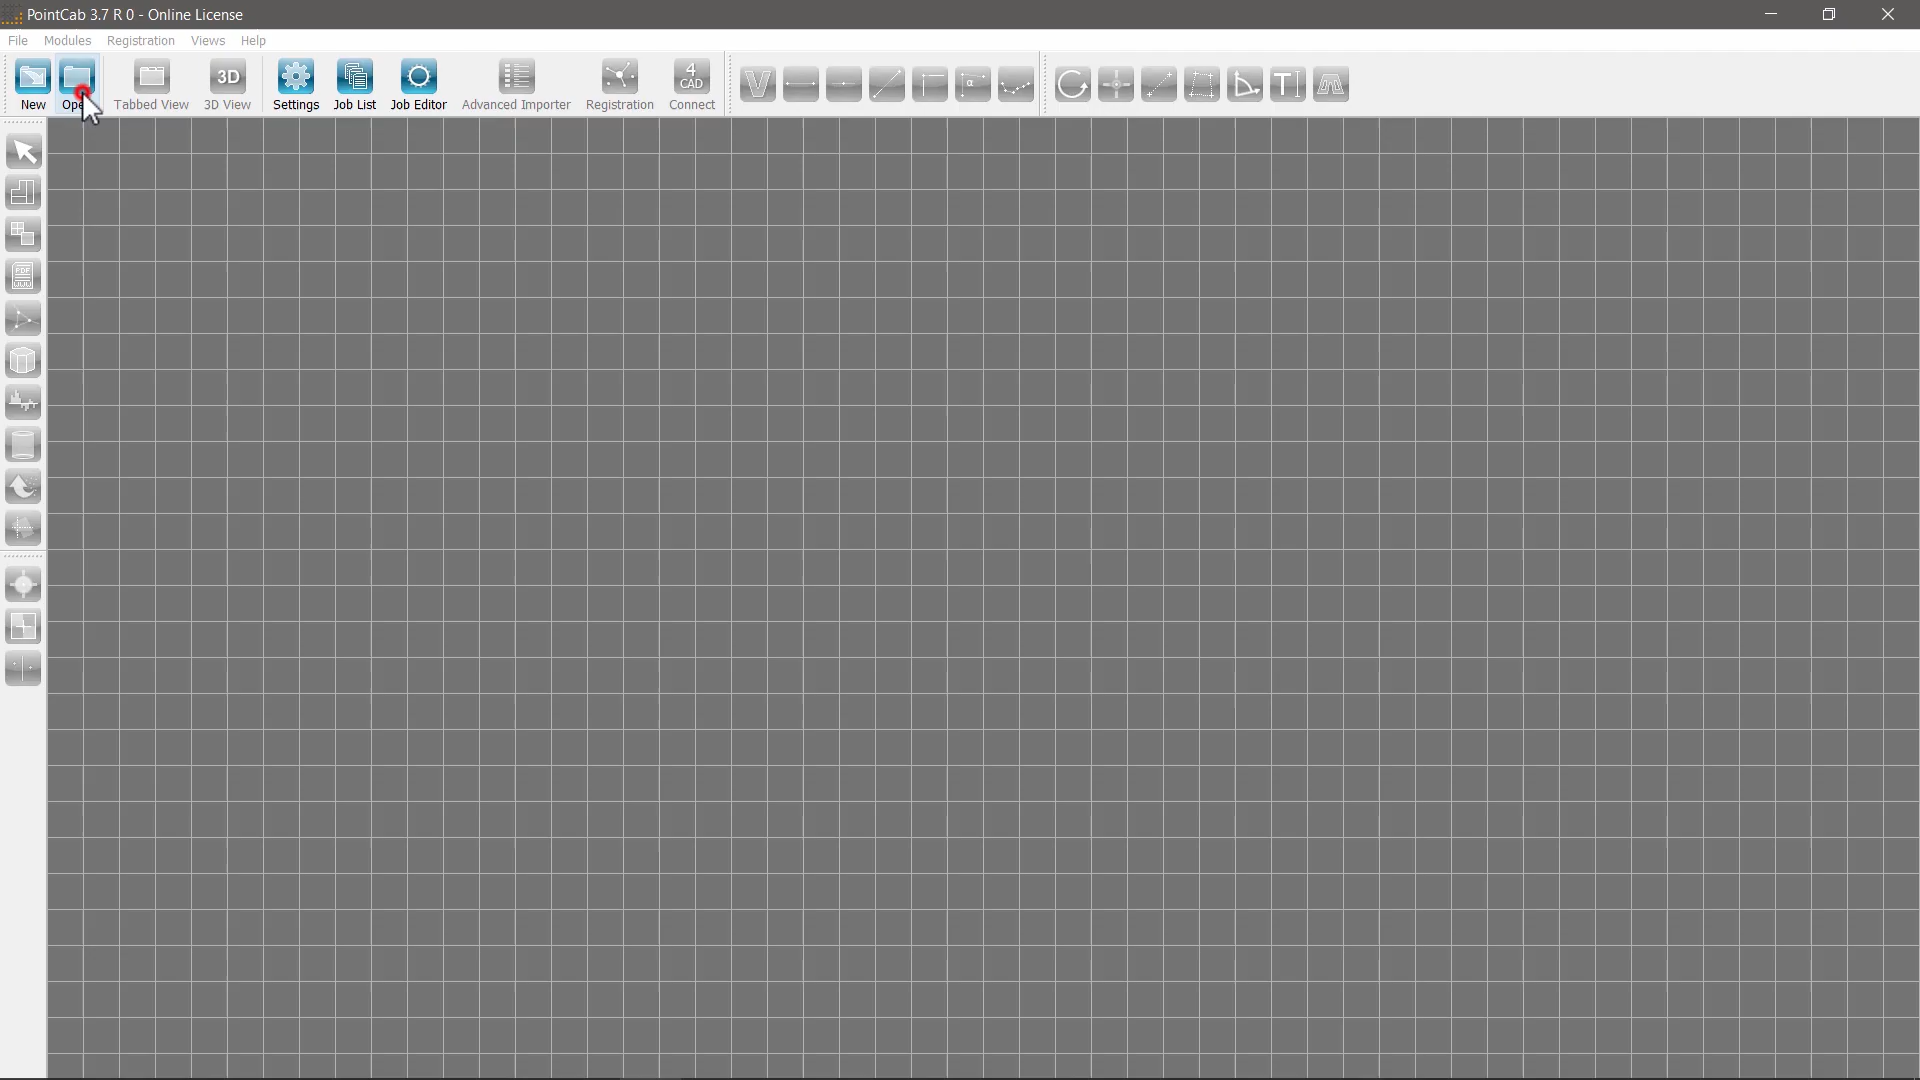 PointCab 3.7 R 0 - Online License
File Modules Registration Views Help
3D 4 CAD α T
New Tabbed View 3D View Settings Job List Job Editor Advanced Importer Registration Connect
PDF